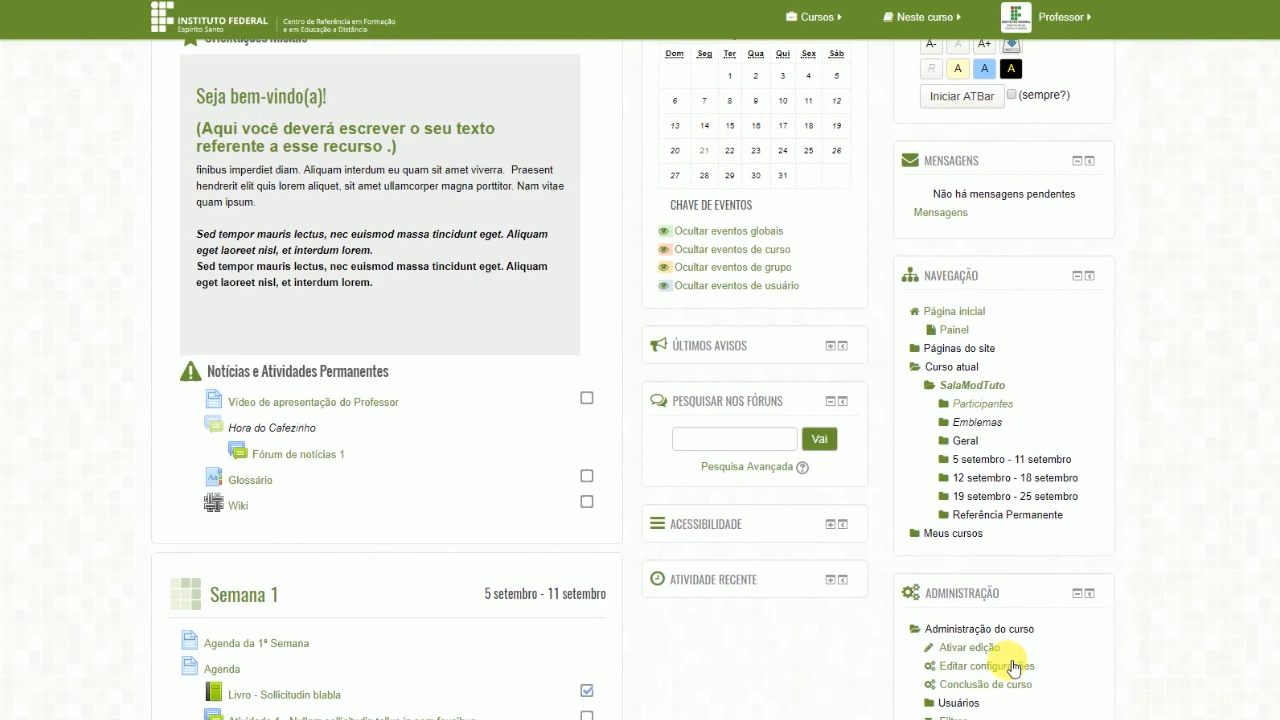 INSTITUTO FEDERAL
Espírito Santo
Centro de Referência em Formação
e em Educação a Distância
Cursos
Neste curso
Professor
Orientações Iniciais
Seja bem-vindo(a)!
(Aqui você deverá escrever o seu texto
referente a esse recurso .)
finibus imperdiet diam. Aliquam interdum eu quam sit amet viverra. Praesent
hendrerit elit quis lorem aliquet, sit amet ullamcorper magna porttitor. Nam vitae
quam ipsum.
Sed tempor mauris lectus, nec euismod massa tincidunt eget. Aliquam
eget laoreet nisl, et interdum lorem.
Sed tempor mauris lectus, nec euismod massa tincidunt eget. Aliquam
eget laoreet nisl, et interdum lorem.
Notícias e Atividades Permanentes
Vídeo de apresentação do Professor
Hora do Cafezinho
Fórum de notícias 1
Glossário
Wiki
Semana 1
5 setembro - 11 setembro
Agenda da 1ª Semana
Agenda
Livro - Sollicitudin blabla
Dom Seg Ter Qua Qui Sex Sáb
1 2 3 4 5
6 7 8 9 10 11 12
13 14 15 16 17 18 19
20 21 22 23 24 25 26
27 28 29 30 31
CHAVE DE EVENTOS
Ocultar eventos globais
Ocultar eventos de curso
Ocultar eventos de grupo
Ocultar eventos de usuário
ÚLTIMOS AVISOS
PESQUISAR NOS FÓRUNS
Vai
Pesquisa Avançada
ACESSIBILIDADE
ATIVIDADE RECENTE
A- A A+
R A A A
Iniciar ATBar (sempre?)
MENSAGENS
Não há mensagens pendentes
Mensagens
NAVEGAÇÃO
Página inicial
Painel
Páginas do site
Curso atual
SalaModTuto
Participantes
Emblemas
Geral
5 setembro - 11 setembro
12 setembro - 18 setembro
19 setembro - 25 setembro
Referência Permanente
Meus cursos
ADMINISTRAÇÃO
Administração do curso
Ativar edição
Editar configurações
Conclusão de curso
Usuários